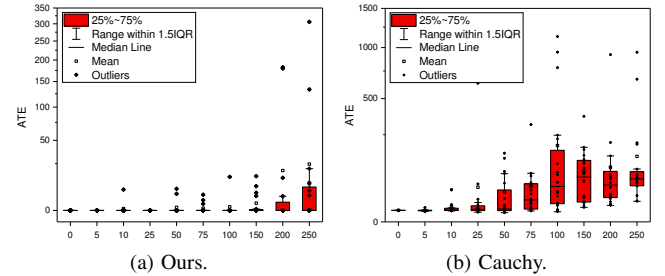 350
300
250
200
150
100
50
0
ATE
25%~75%
Range within 1.5IQR
Median Line
Mean
Outliers
0 5 10 25 50 75 100 150 200 250
(a) Ours.
1500
1000
500
0
ATE
25%~75%
Range within 1.5IQR
Median Line
Mean
Outliers
0 5 10 25 50 75 100 150 200 250
(b) Cauchy.